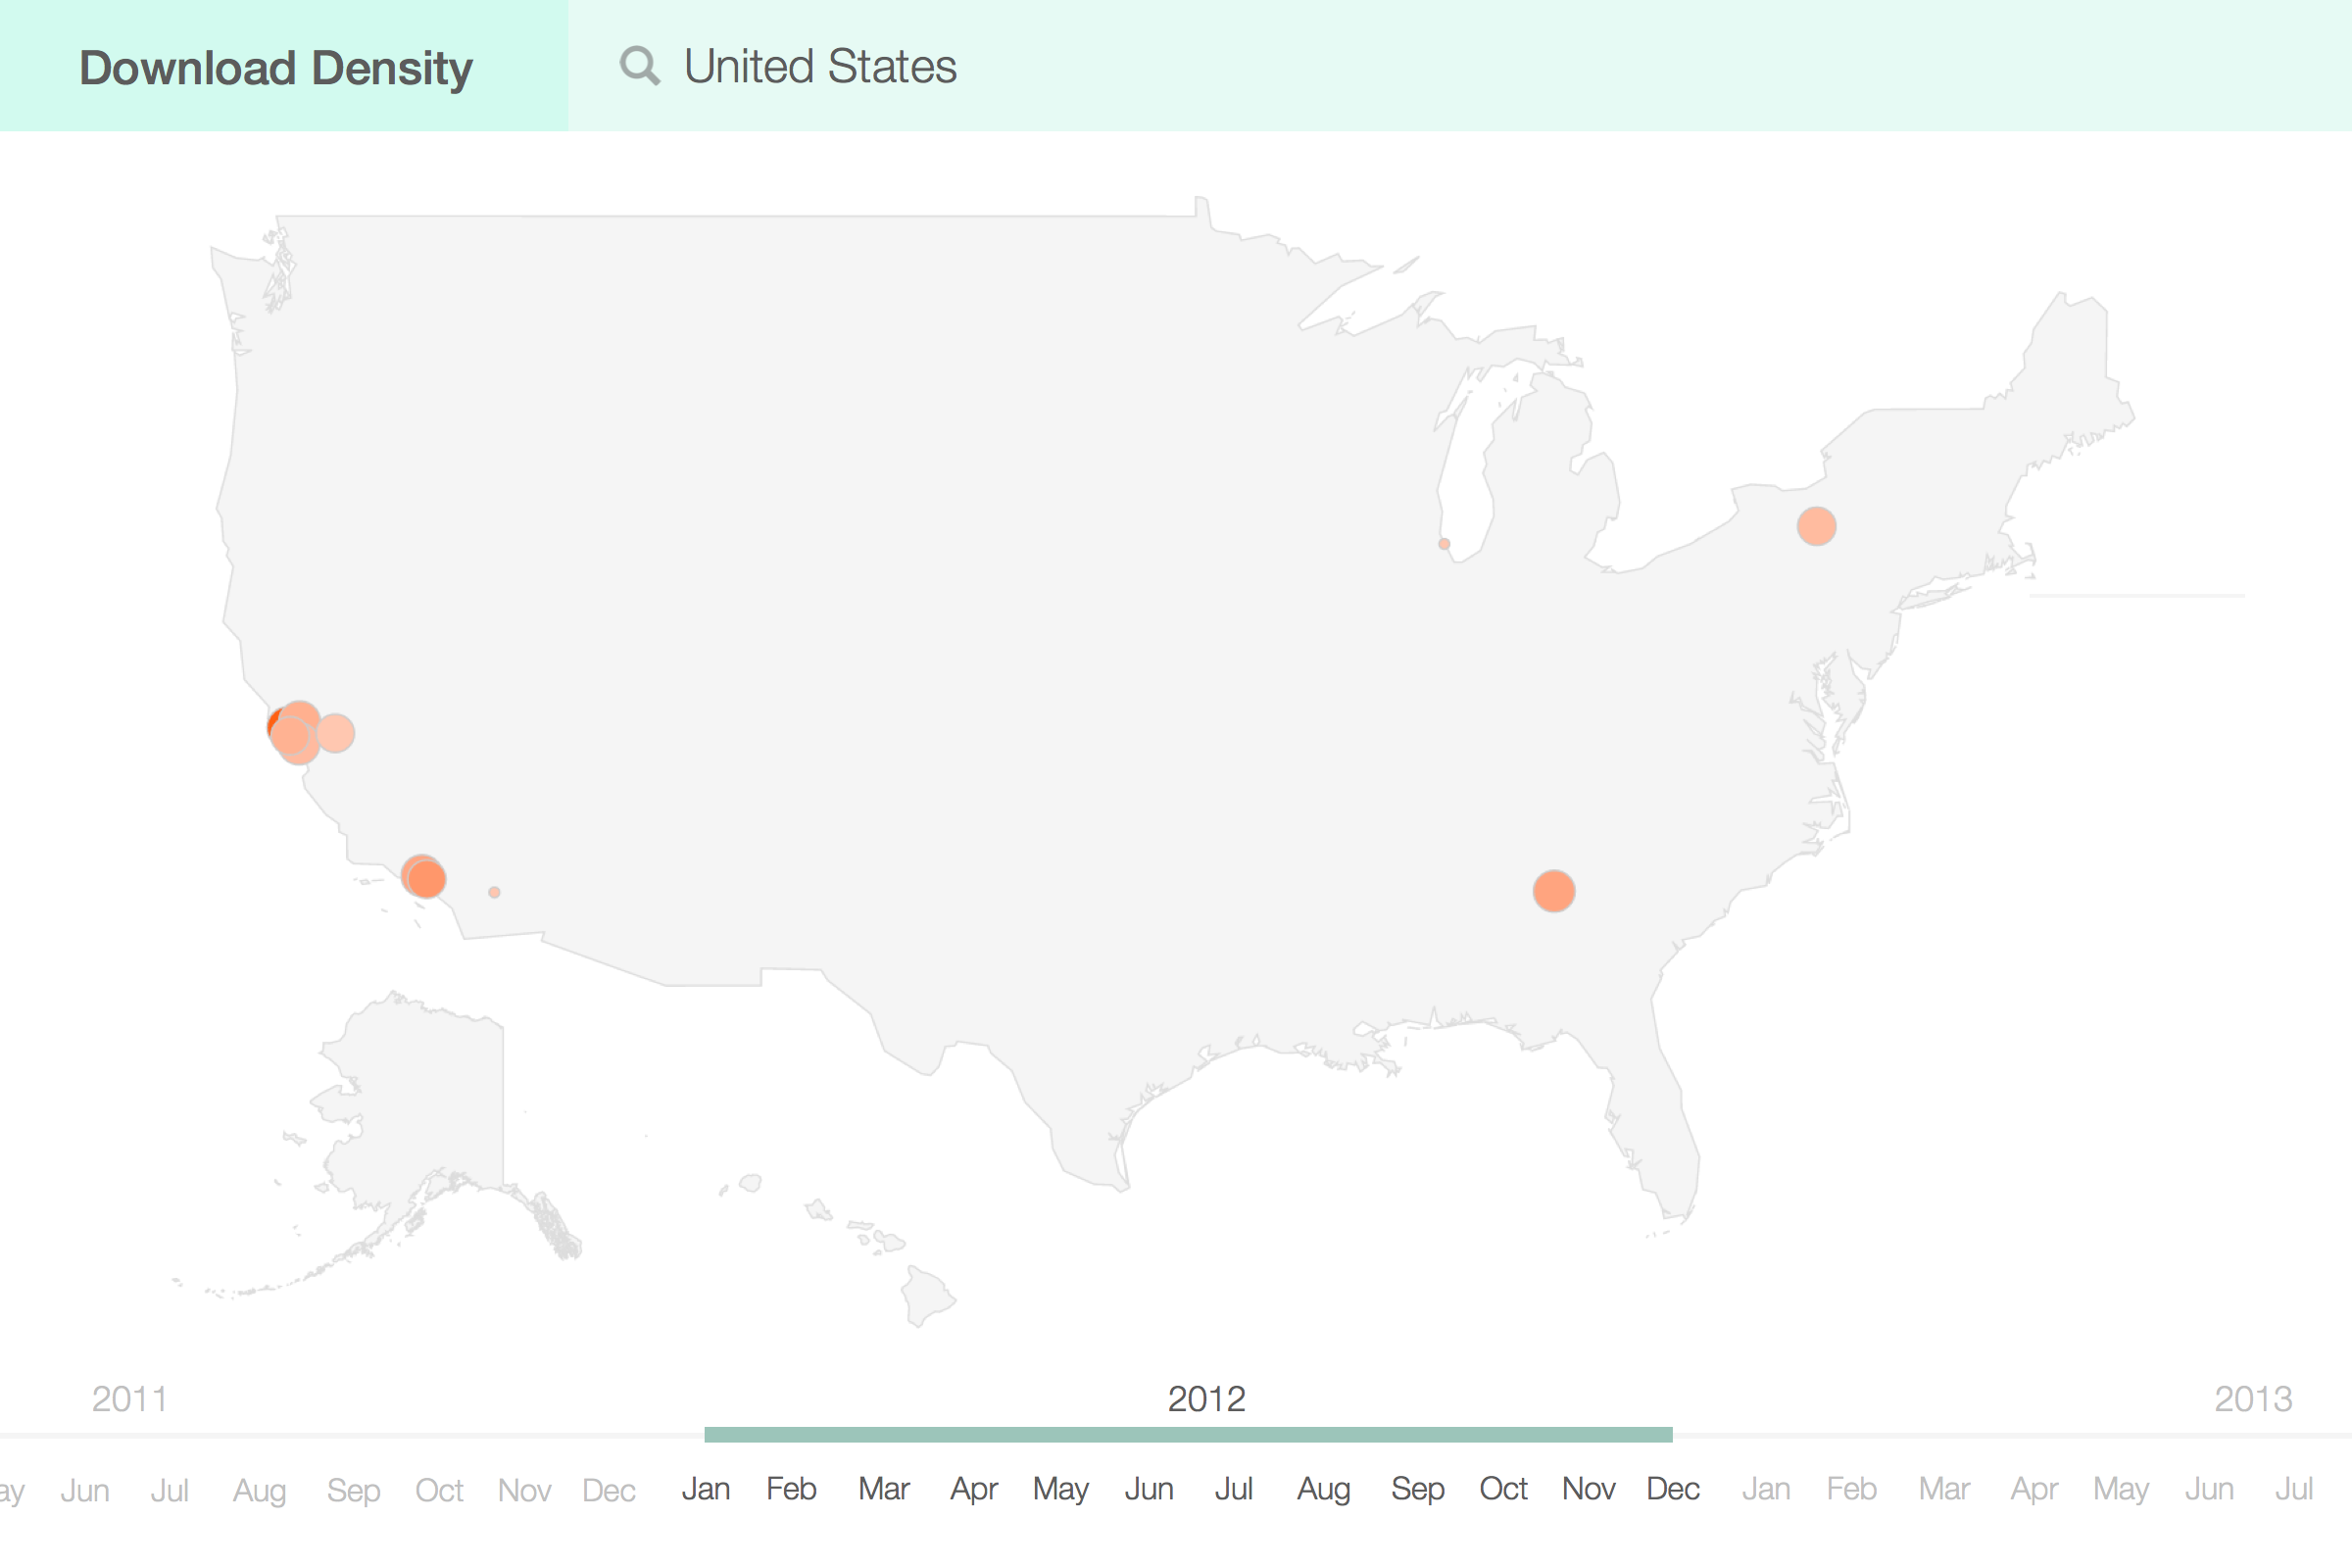 Download Density
United States
2011 2012 2013
ay Jun Jul Aug Sep Oct Nov Dec Jan Feb Mar Apr May Jun Jul Aug Sep Oct Nov Dec Jan Feb Mar Apr May Jun Jul